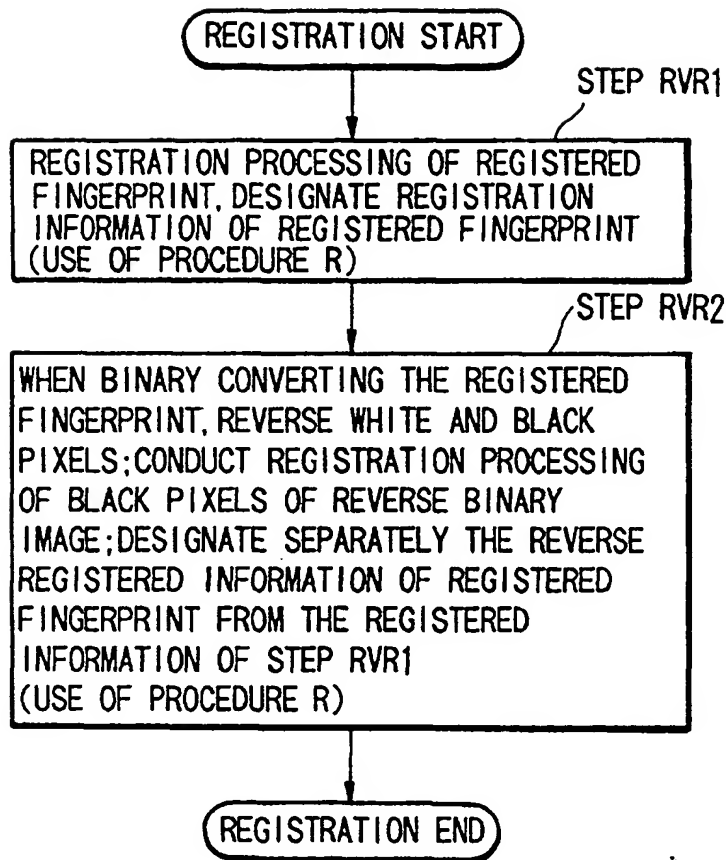 REGISTRATION START
STEP RVR1
REGISTRATION PROCESSING OF REGISTERED
FINGERPRINT, DESIGNATE REGISTRATION
INFORMATION OF REGISTERED FINGERPRINT
(USE OF PROCEDURE R)
STEP RVR2
WHEN BINARY CONVERTING THE REGISTERED
FINGERPRINT, REVERSE WHITE AND BLACK
PIXELS;CONDUCT REGISTRATION PROCESSING
OF BLACK PIXELS OF REVERSE BINARY
IMAGE;DESIGNATE SEPARATELY THE REVERSE
REGISTERED INFORMATION OF REGISTERED
FINGERPRINT FROM THE REGISTERED
INFORMATION OF STEP RVR1
(USE OF PROCEDURE R)
REGISTRATION END